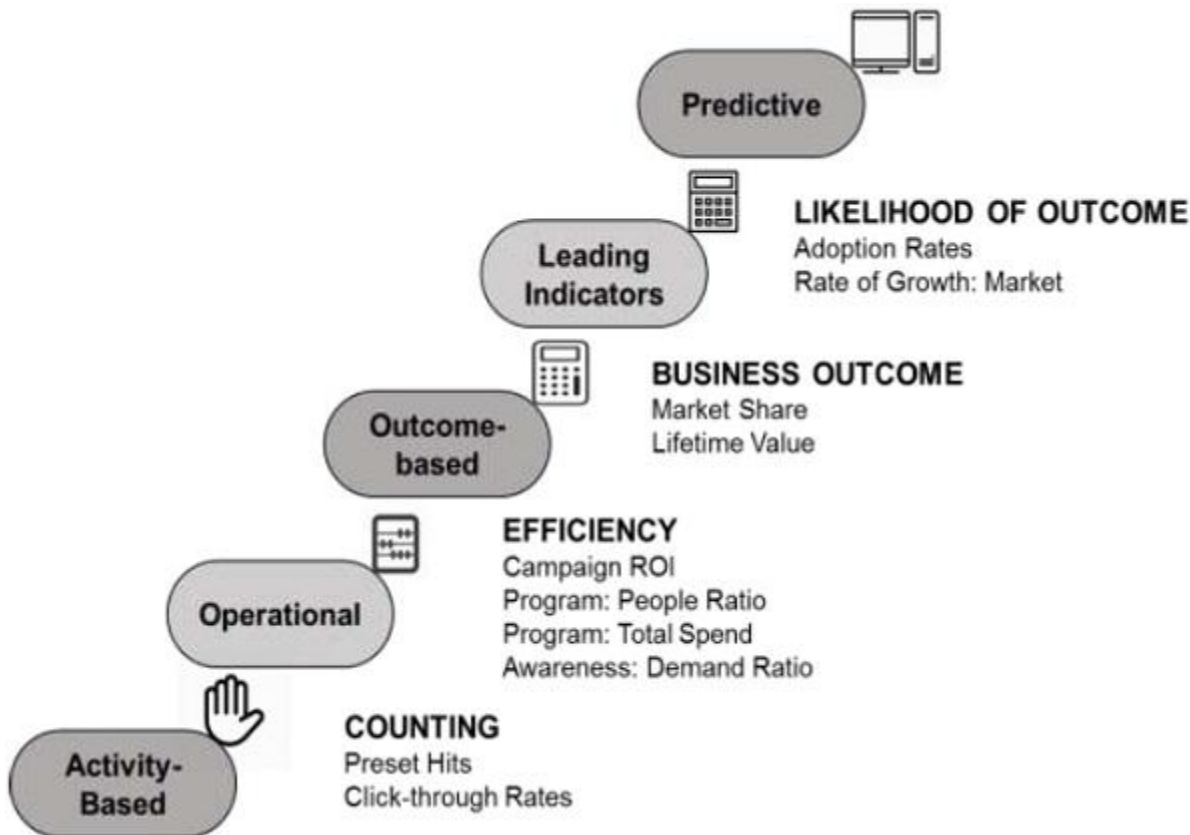 Predictive
LIKELIHOOD OF OUTCOME
Adoption Rates
Rate of Growth: Market
Leading
Indicators
BUSINESS OUTCOME
Market Share
Lifetime Value
Outcome-
based
EFFICIENCY
Campaign ROI
Program: People Ratio
Program: Total Spend
Awareness: Demand Ratio
Operational
COUNTING
Preset Hits
Click-through Rates
Activity-
Based